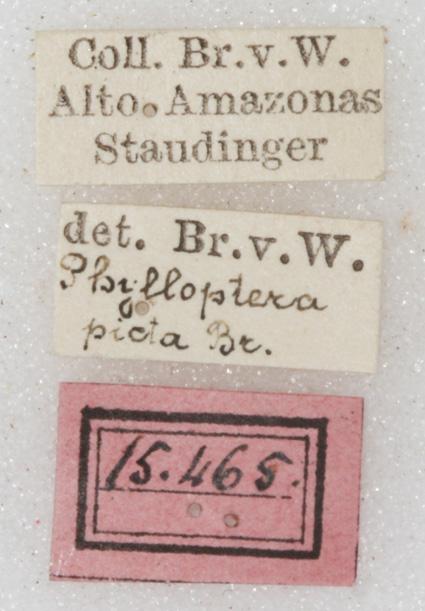 Coll. Br.v.W.
Alto. Amazonas
Staudinger
det. Br.v.W.
Phylloptera
picta Br.
15.465.